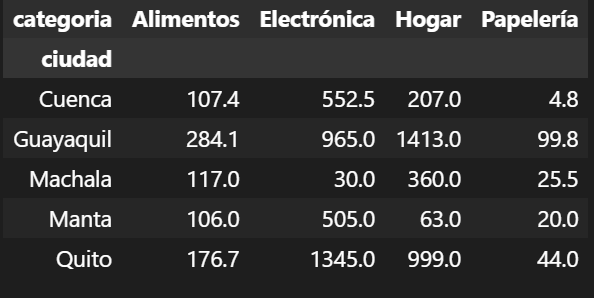 categoria Alimentos Electrónica Hogar Papelería
ciudad
Cuenca 107.4 552.5 207.0 4.8
Guayaquil 284.1 965.0 1413.0 99.8
Machala 117.0 30.0 360.0 25.5
Manta 106.0 505.0 63.0 20.0
Quito 176.7 1345.0 999.0 44.0